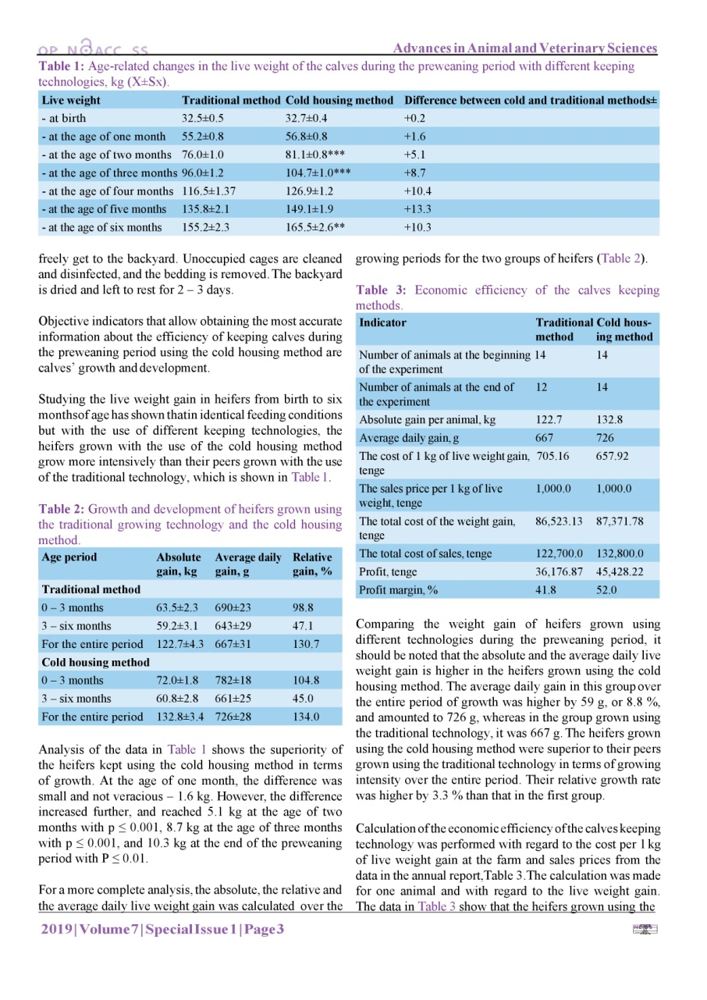 OP NACC SS
Advances in Animal and Veterinary Sciences
Table 1: Age-related changes in the live weight of the calves during the preweaning period with different keeping
technologies, kg (X±Sx).
Live weight Traditional method Cold housing method Difference between cold and traditional methods±
- at birth 32.5±0.5 32.7±0.4 +0.2
- at the age of one month 55.2±0.8 56.8±0.8 +1.6
- at the age of two months 76.0±1.0 81.1±0.8*** +5.1
- at the age of three months 96.0±1.2 104.7±1.0*** +8.7
- at the age of four months 116.5±1.37 126.9±1.2 +10.4
- at the age of five months 135.8±2.1 149.1±1.9 +13.3
- at the age of six months 155.2±2.3 165.5±2.6** +10.3
freely get to the backyard. Unoccupied cages are cleaned
and disinfected, and the bedding is removed. The backyard
is dried and left to rest for 2 – 3 days.
Objective indicators that allow obtaining the most accurate
information about the efficiency of keeping calves during
the preweaning period using the cold housing method are
calves’ growth and development.
Studying the live weight gain in heifers from birth to six
monthsof age has shown thatin identical feeding conditions
but with the use of different keeping technologies, the
heifers grown with the use of the cold housing method
grow more intensively than their peers grown with the use
of the traditional technology, which is shown in Table 1.
Table 2: Growth and development of heifers grown using
the traditional growing technology and the cold housing
method.
Age period Absolute gain, kg Average daily gain, g Relative gain, %
Traditional method
0 – 3 months 63.5±2.3 690±23 98.8
3 – six months 59.2±3.1 643±29 47.1
For the entire period 122.7±4.3 667±31 130.7
Cold housing method
0 – 3 months 72.0±1.8 782±18 104.8
3 – six months 60.8±2.8 661±25 45.0
For the entire period 132.8±3.4 726±28 134.0
Analysis of the data in Table 1 shows the superiority of
the heifers kept using the cold housing method in terms
of growth. At the age of one month, the difference was
small and not veracious – 1.6 kg. However, the difference
increased further, and reached 5.1 kg at the age of two
months with p ≤ 0.001, 8.7 kg at the age of three months
with p ≤ 0.001, and 10.3 kg at the end of the preweaning
period with P ≤ 0.01.
For a more complete analysis, the absolute, the relative and
the average daily live weight gain was calculated over the
growing periods for the two groups of heifers (Table 2).
Table 3: Economic efficiency of the calves keeping
methods.
Indicator Traditional method Cold hous-ing method
Number of animals at the beginning 14 14
of the experiment
Number of animals at the end of 12 14
the experiment
Absolute gain per animal, kg 122.7 132.8
Average daily gain, g 667 726
The cost of 1 kg of live weight gain, 705.16 657.92
tenge
The sales price per 1 kg of live 1,000.0 1,000.0
weight, tenge
The total cost of the weight gain, 86,523.13 87,371.78
tenge
The total cost of sales, tenge 122,700.0 132,800.0
Profit, tenge 36,176.87 45,428.22
Profit margin, % 41.8 52.0
Comparing the weight gain of heifers grown using
different technologies during the preweaning period, it
should be noted that the absolute and the average daily live
weight gain is higher in the heifers grown using the cold
housing method. The average daily gain in this group over
the entire period of growth was higher by 59 g, or 8.8 %,
and amounted to 726 g, whereas in the group grown using
the traditional technology, it was 667 g. The heifers grown
using the cold housing method were superior to their peers
grown using the traditional technology in terms of growing
intensity over the entire period. Their relative growth rate
was higher by 3.3 % than that in the first group.
Calculation of the economic efficiency of the calves keeping
technology was performed with regard to the cost per 1 kg
of live weight gain at the farm and sales prices from the
data in the annual report,Table 3.The calculation was made
for one animal and with regard to the live weight gain.
The data in Table 3 show that the heifers grown using the
2019 | Volume 7 | Special Issue 1 | Page 3